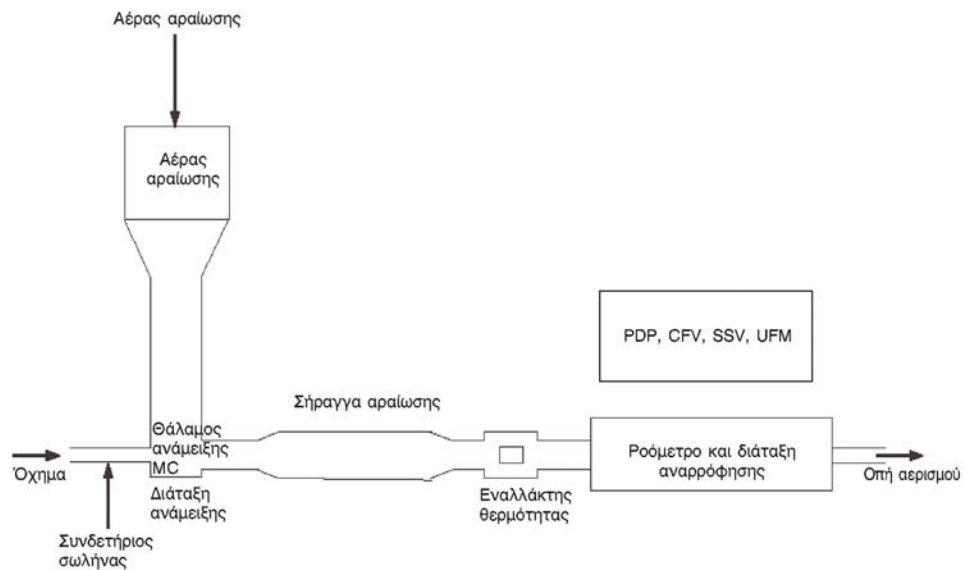 Αέρας αραίωσης
Αέρας
αραίωσης
PDP, CFV, SSV, UFM
Σήραγγα αραίωσης
Θάλαμος
ανάμειξης
MC
Ροόμετρο και διάταξη
αναρρόφησης
Όχημα
Οπή αερισμού
Διάταξη
ανάμειξης
Εναλλάκτης
θερμότητας
Συνδετήριος
σωλήνας